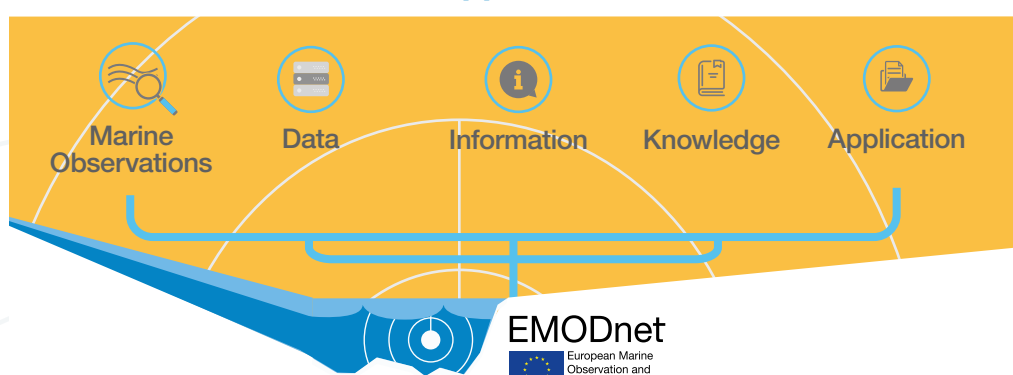 Marine
Observations
Data
Information
Knowledge
Application
EMODnet
European Marine
Observation and